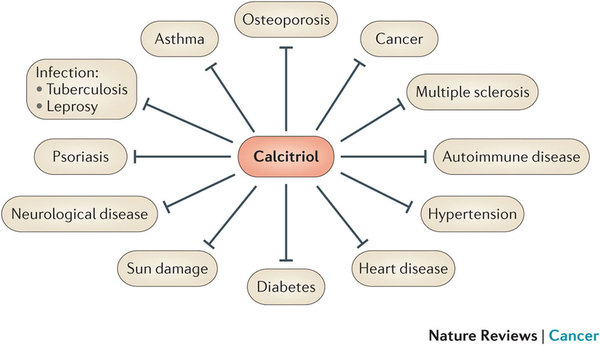 Osteoporosis
Asthma
Cancer
Infection:
• Tuberculosis
• Leprosy
Multiple sclerosis
Psoriasis
Calcitriol
Autoimmune disease
Neurological disease
Hypertension
Sun damage
Heart disease
Diabetes
Nature Reviews | Cancer